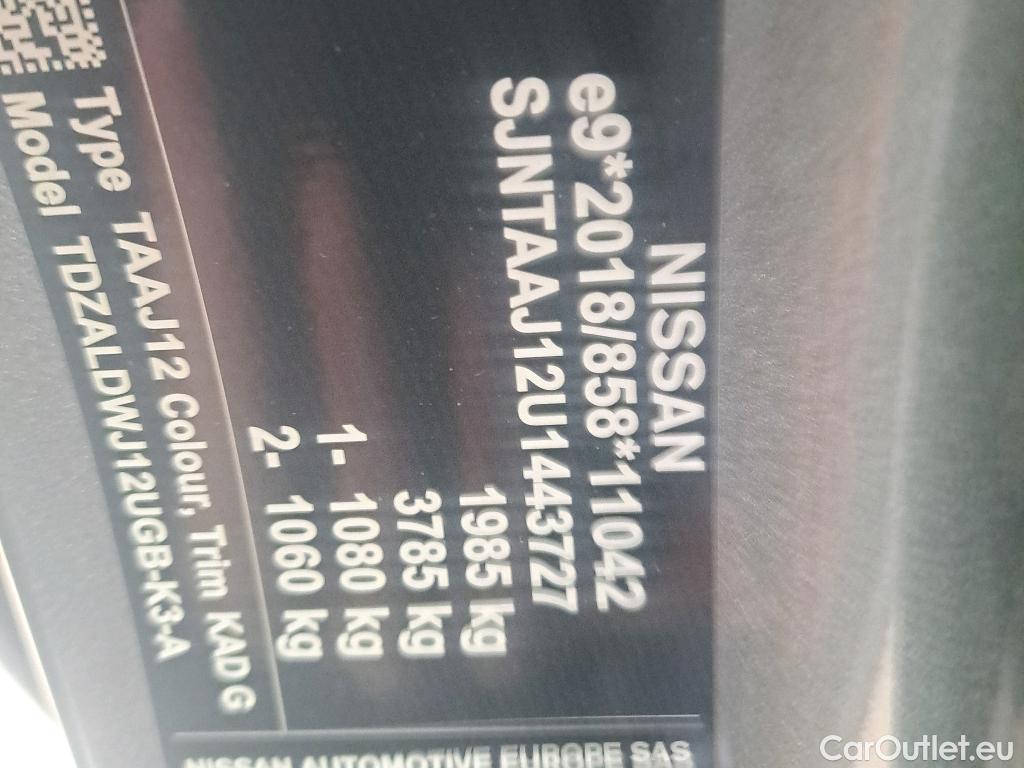 NISSAN
e9*2018/858*11042
SJNTAAJ12U1443727
1985 kg
3785 kg
1- 1080 kg
2- 1060 kg
Type TAAJ12 Colour, Trim KAD G
Model TDZALDWJ12UGB-K3-A
NISSAN AUTOMOTIVE EUROPE SAS
CarOutlet.eu